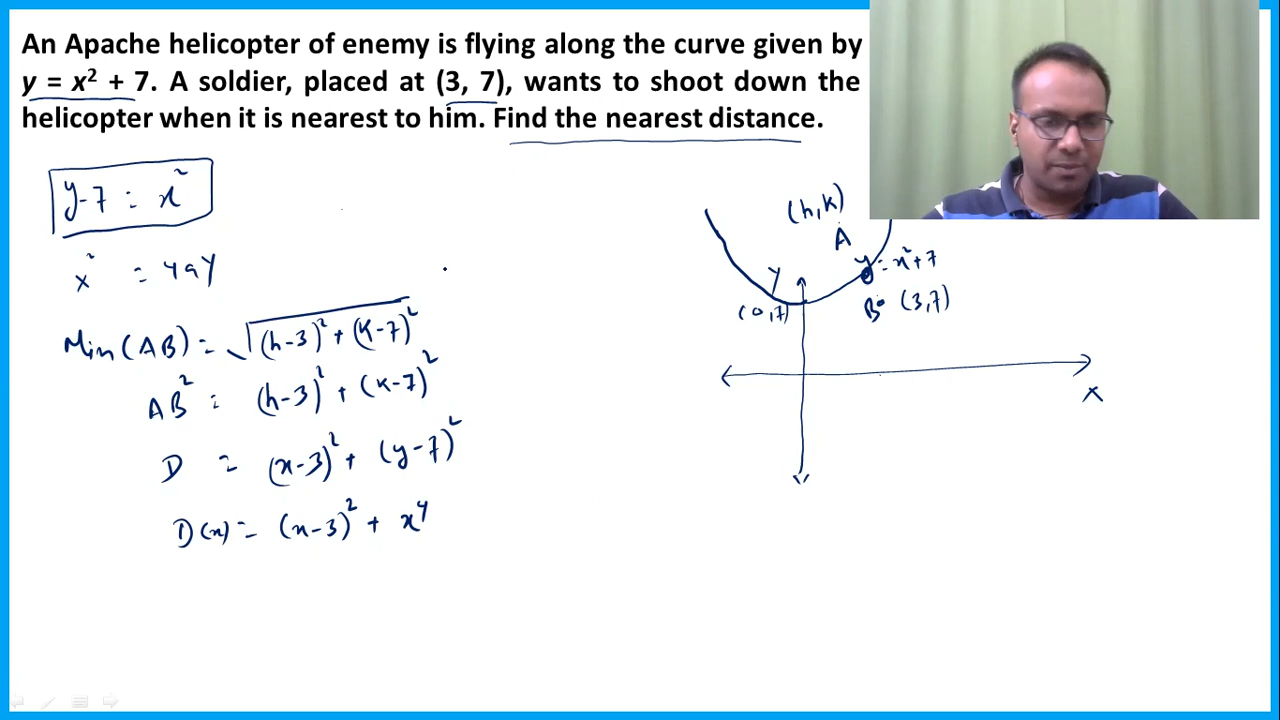 An Apache helicopter of enemy is flying along the curve given by
y = x² + 7. A soldier, placed at (3, 7), wants to shoot down the
helicopter when it is nearest to him. Find the nearest distance.
y-7 = x²
x² = 4aY
Min(AB) = √(h-3)² + (k-7)²
AB² = (h-3)² + (k-7)²
D = (x-3)² + (y-7)²
D(x) = (x-3)² + x⁴
(h,k)
A
y = x²+7
Y
(0,7)
B (3,7)
X